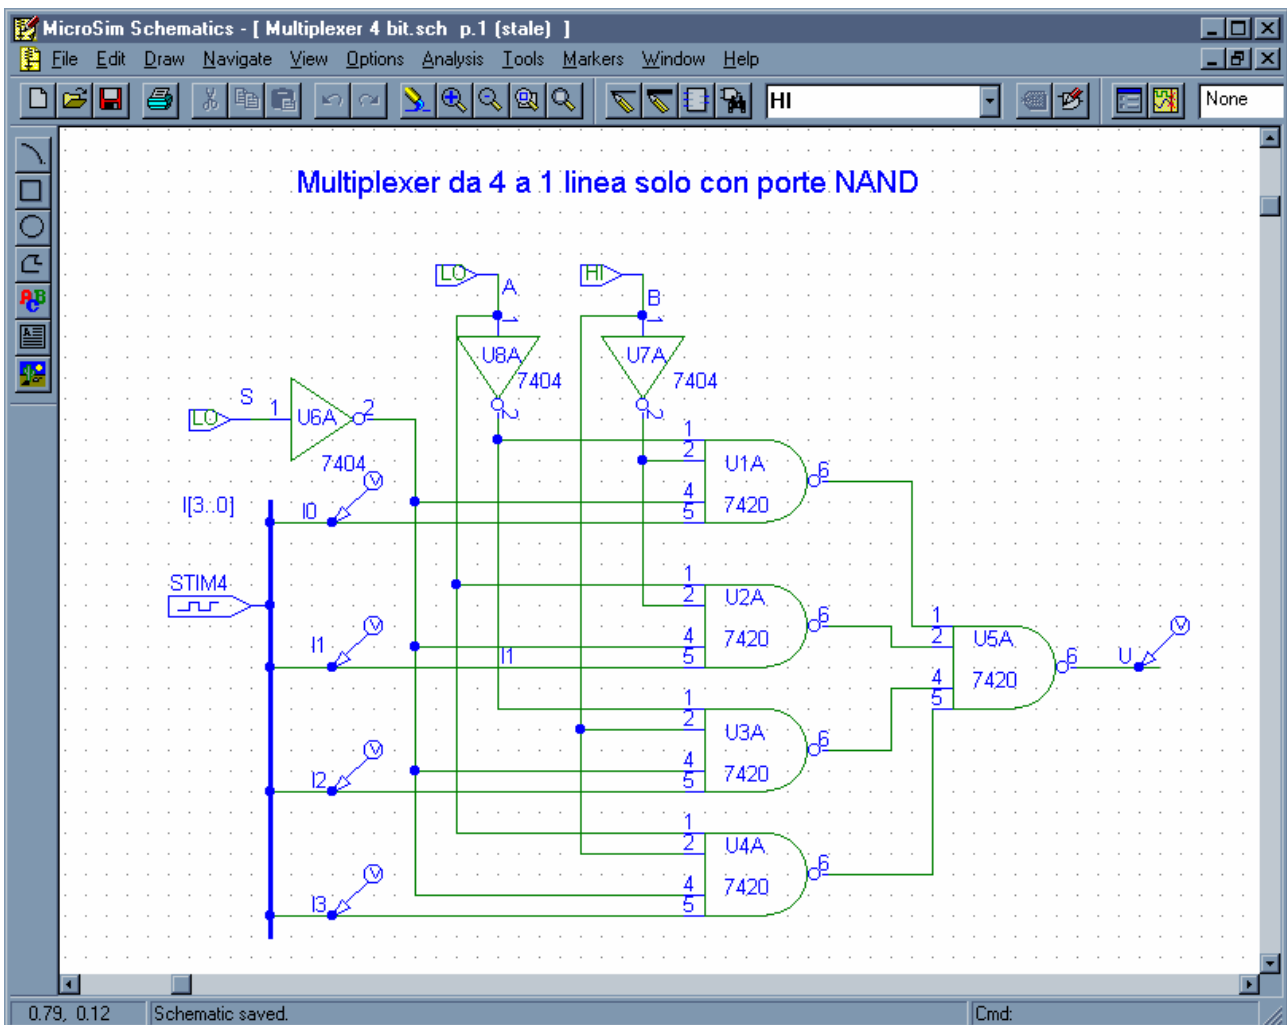 MicroSim Schematics - [ Multiplexer 4 bit.sch p.1 (stale) ]
File Edit Draw Navigate View Options Analysis Tools Markers Window Help
HI
None
Multiplexer da 4 a 1 linea solo con porte NAND
LO HI
A B
1 1
U8A U7A
7404 7404
2 2
S
LO 1 U6A 2
7404
V
I[3..0] I0
1
2 U1A 6
4 7420
5
STIM4
V
I1 I1
1
2 U2A 6
4 7420
5
1
2 U5A 6 U V
4 7420
5
V
I2
1
2 U3A 6
4 7420
5
V
I3
1
2 U4A 6
4 7420
5
0.79, 0.12 Schematic saved. Cmd: